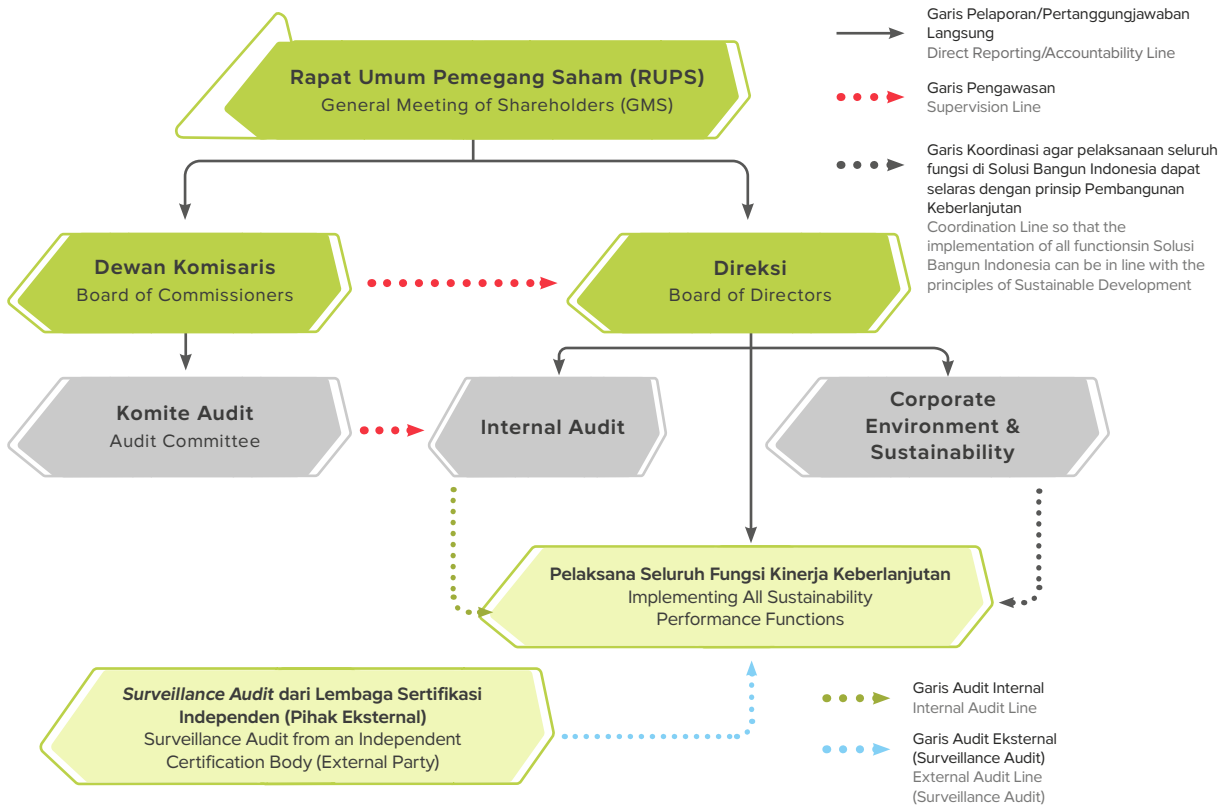 Rapat Umum Pemegang Saham (RUPS)
General Meeting of Shareholders (GMS)
Garis Pelaporan/Pertanggungjawaban
Langsung
Direct Reporting/Accountability Line
Garis Pengawasan
Supervision Line
Garis Koordinasi agar pelaksanaan seluruh
fungsi di Solusi Bangun Indonesia dapat
selaras dengan prinsip Pembangunan
Keberlanjutan
Coordination Line so that the
implementation of all functionsin Solusi
Bangun Indonesia can be in line with the
principles of Sustainable Development
Dewan Komisaris
Board of Commissioners
Direksi
Board of Directors
Komite Audit
Audit Committee
Internal Audit
Corporate
Environment &
Sustainability
Pelaksana Seluruh Fungsi Kinerja Keberlanjutan
Implementing All Sustainability
Performance Functions
Surveillance Audit dari Lembaga Sertifikasi
Independen (Pihak Eksternal)
Surveillance Audit from an Independent
Certification Body (External Party)
Garis Audit Internal
Internal Audit Line
Garis Audit Eksternal
(Surveillance Audit)
External Audit Line
(Surveillance Audit)